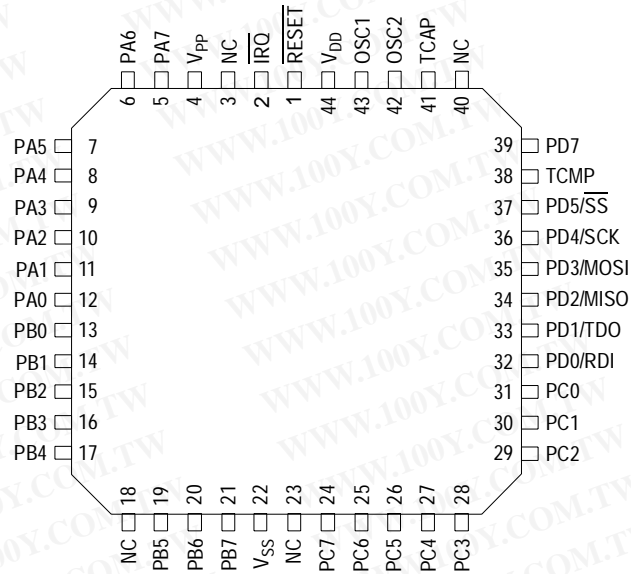 PA6 PA7 VPP NC IRQ RESET VDD OSC1 OSC2 TCAP NC
6 5 4 3 2 1 44 43 42 41 40
PA5 7 39 PD7
PA4 8 38 TCMP
PA3 9 37 PD5/SS
PA2 10 36 PD4/SCK
PA1 11 35 PD3/MOSI
PA0 12 34 PD2/MISO
PB0 13 33 PD1/TDO
PB1 14 32 PD0/RDI
PB2 15 31 PC0
PB3 16 30 PC1
PB4 17 29 PC2
18 19 20 21 22 23 24 25 26 27 28
NC PB5 PB6 PB7 VSS NC PC7 PC6 PC5 PC4 PC3
WWW.100Y.COM.TW